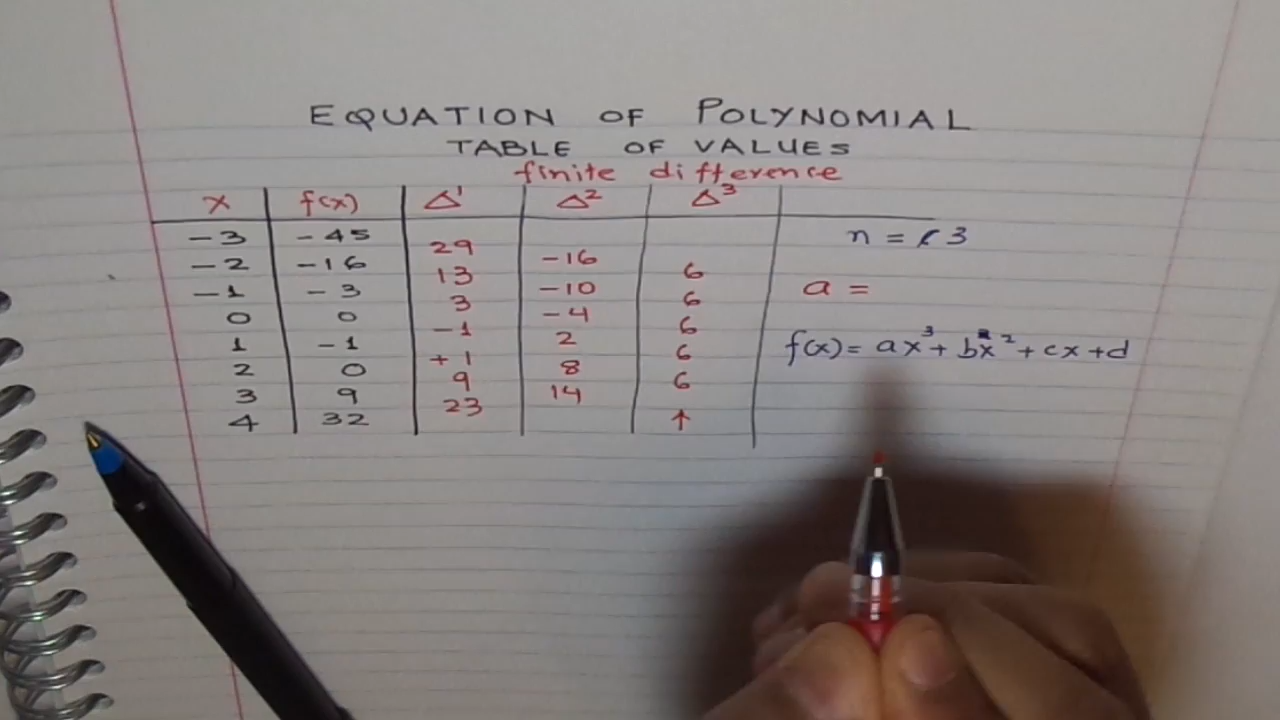 EQUATION OF POLYNOMIAL
TABLE OF VALUES
finite difference
x f(x) Δ¹ Δ² Δ³
-3 -45 n = 3
29
-2 -16 -16
13 6
-1 -3 -10 a =
3 6
0 0 -4
-1 6
1 -1 2 f(x) = ax³ + bx² + cx + d
+1 6
2 0 8
9 6
3 9 14
23 ↑
4 32